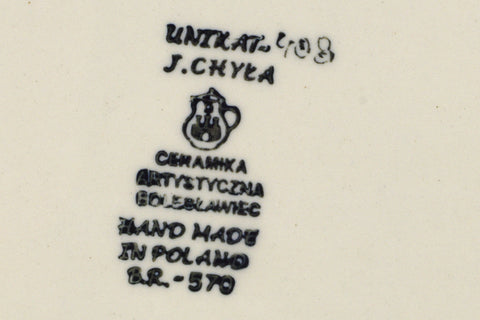 UNIKAT-408
J.CHYŁA
CERAMIKA
ARTYSTYCZNA
BOLESŁAWIEC
HAND MADE
IN POLAND
B.R.-570